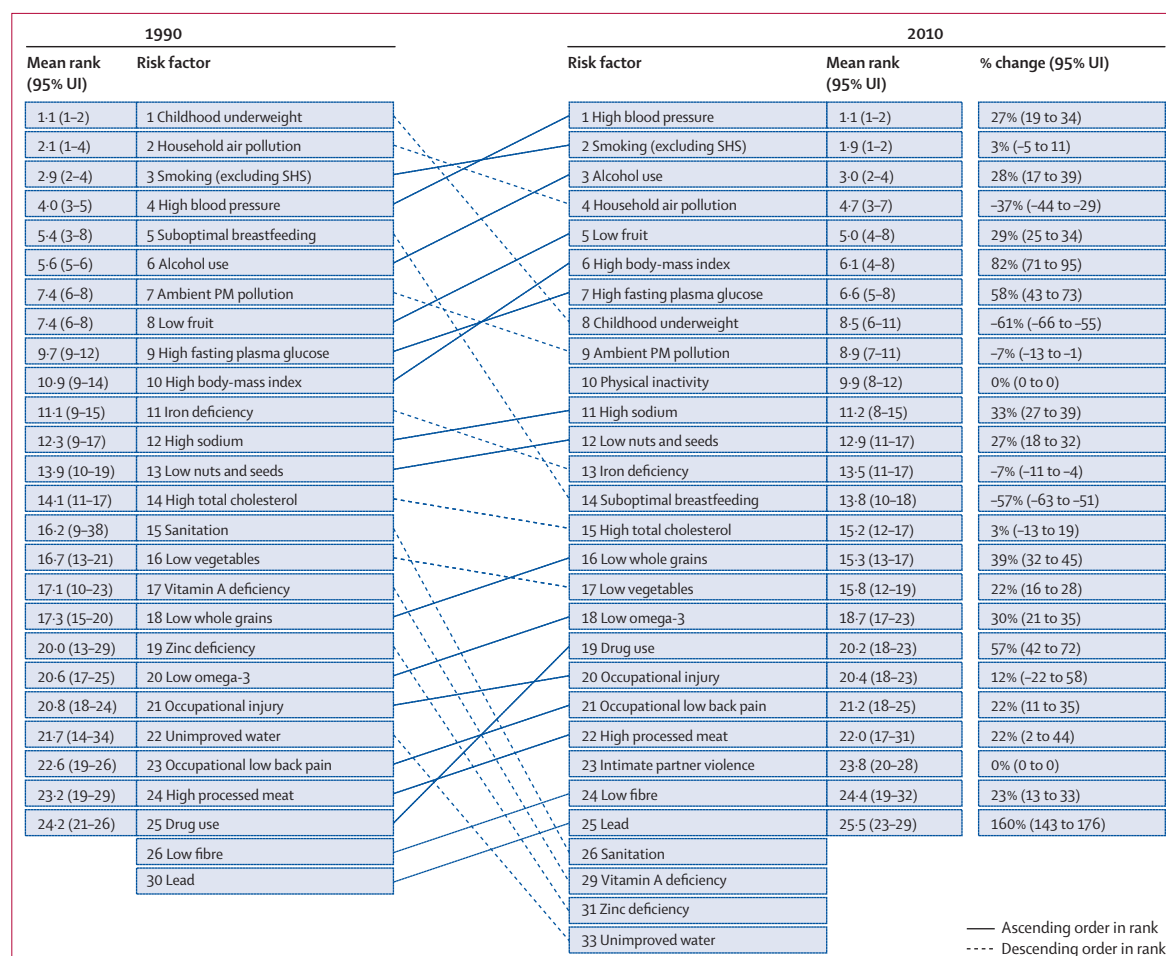 1990
2010
Mean rank Risk factor
(95% UI)
Risk factor Mean rank % change (95% UI)
(95% UI)
1·1 (1–2) 1 Childhood underweight 1 High blood pressure 1·1 (1–2) 27% (19 to 34)
2·1 (1–4) 2 Household air pollution 2 Smoking (excluding SHS) 1·9 (1–2) 3% (–5 to 11)
2·9 (2–4) 3 Smoking (excluding SHS) 3 Alcohol use 3·0 (2–4) 28% (17 to 39)
4·0 (3–5) 4 High blood pressure 4 Household air pollution 4·7 (3–7) –37% (–44 to –29)
5·4 (3–8) 5 Suboptimal breastfeeding 5 Low fruit 5·0 (4–8) 29% (25 to 34)
5·6 (5–6) 6 Alcohol use 6 High body-mass index 6·1 (4–8) 82% (71 to 95)
7·4 (6–8) 7 Ambient PM pollution 7 High fasting plasma glucose 6·6 (5–8) 58% (43 to 73)
7·4 (6–8) 8 Low fruit 8 Childhood underweight 8·5 (6–11) –61% (–66 to –55)
9·7 (9–12) 9 High fasting plasma glucose 9 Ambient PM pollution 8·9 (7–11) –7% (–13 to –1)
10·9 (9–14) 10 High body-mass index 10 Physical inactivity 9·9 (8–12) 0% (0 to 0)
11·1 (9–15) 11 Iron deficiency 11 High sodium 11·2 (8–15) 33% (27 to 39)
12·3 (9–17) 12 High sodium 12 Low nuts and seeds 12·9 (11–17) 27% (18 to 32)
13·9 (10–19) 13 Low nuts and seeds 13 Iron deficiency 13·5 (11–17) –7% (–11 to –4)
14·1 (11–17) 14 High total cholesterol 14 Suboptimal breastfeeding 13·8 (10–18) –57% (–63 to –51)
16·2 (9–38) 15 Sanitation 15 High total cholesterol 15·2 (12–17) 3% (–13 to 19)
16·7 (13–21) 16 Low vegetables 16 Low whole grains 15·3 (13–17) 39% (32 to 45)
17·1 (10–23) 17 Vitamin A deficiency 17 Low vegetables 15·8 (12–19) 22% (16 to 28)
17·3 (15–20) 18 Low whole grains 18 Low omega-3 18·7 (17–23) 30% (21 to 35)
20·0 (13–29) 19 Zinc deficiency 19 Drug use 20·2 (18–23) 57% (42 to 72)
20·6 (17–25) 20 Low omega-3 20 Occupational injury 20·4 (18–23) 12% (–22 to 58)
20·8 (18–24) 21 Occupational injury 21 Occupational low back pain 21·2 (18–25) 22% (11 to 35)
21·7 (14–34) 22 Unimproved water 22 High processed meat 22·0 (17–31) 22% (2 to 44)
22·6 (19–26) 23 Occupational low back pain 23 Intimate partner violence 23·8 (20–28) 0% (0 to 0)
23·2 (19–29) 24 High processed meat 24 Low fibre 24·4 (19–32) 23% (13 to 33)
24·2 (21–26) 25 Drug use 25 Lead 25·5 (23–29) 160% (143 to 176)
26 Low fibre 26 Sanitation
30 Lead 29 Vitamin A deficiency
31 Zinc deficiency
33 Unimproved water
Ascending order in rank
Descending order in rank